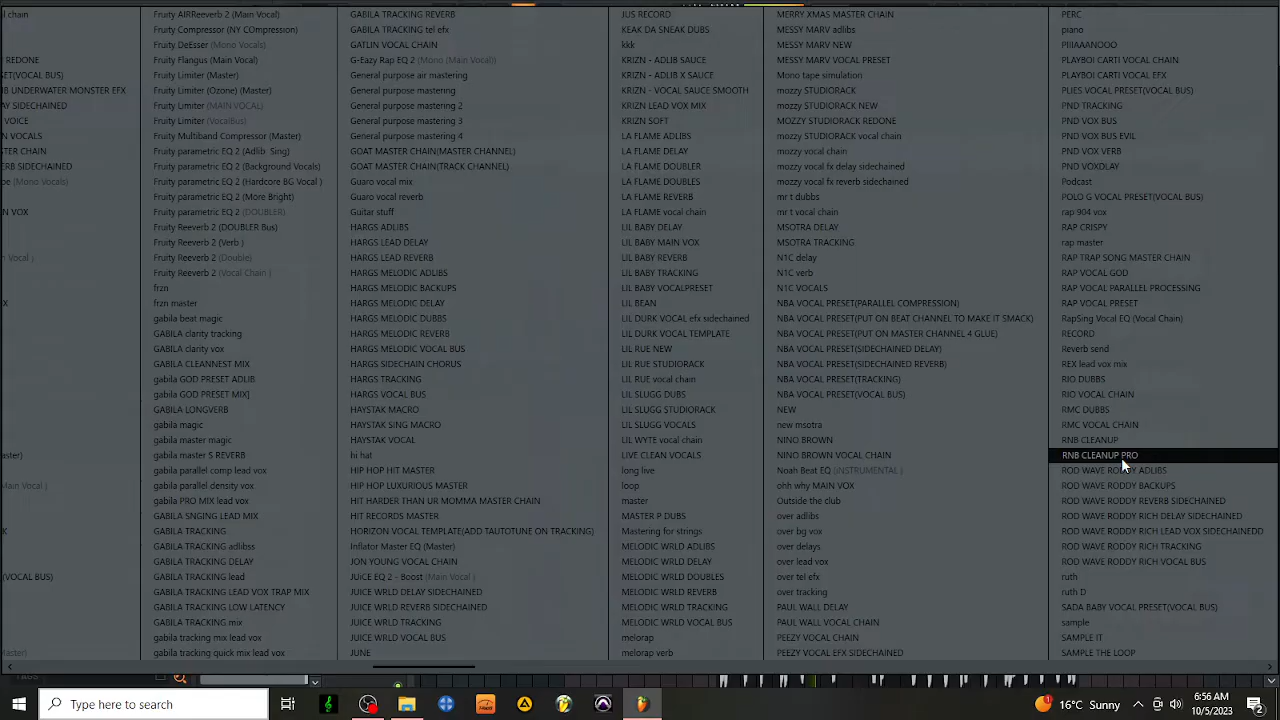 l chain
REDONE
SET(VOCAL BUS)
IB UNDERWATER MONSTER EFX
AY SIDECHAINED
VOICE
N VOCALS
TER CHAIN
ERB SIDECHAINED
pe (Mono Vocals)
IN VOX
n Vocal )
X
aster)
Main Vocal )
K
(VOCAL BUS)
Master)
Fruity AIRReeverb 2 (Main Vocal)
Fruity Compressor (NY COmpression)
Fruity DeEsser (Mono Vocals)
Fruity Flangus (Main Vocal)
Fruity Limiter (Master)
Fruity Limiter (Ozone) (Master)
Fruity Limiter (MAIN VOCAL)
Fruity Limiter (VocalBus)
Fruity Multiband Compressor (Master)
Fruity parametric EQ 2 (Adlib  Sing)
Fruity parametric EQ 2 (Background Vocals)
Fruity parametric EQ 2 (Hardcore BG Vocal )
Fruity parametric EQ 2 (More Bright)
Fruity parametric EQ 2 (DOUBLER)
Fruity Reeverb 2 (DOUBLER Bus)
Fruity Reeverb 2 (Verb )
Fruity Reeverb 2 (Double)
Fruity Reeverb 2 (Vocal Chain )
frzn
frzn master
gabila beat magic
GABILA clarity tracking
GABILA clarity vox
GABILA CLEANNEST MIX
gabila GOD PRESET ADLIB
gabila GOD PRESET MIX]
GABILA LONGVERB
gabila magic
gabila master magic
gabila master S REVERB
gabila parallel comp lead vox
gabila parallel density vox
gabila PRO MIX lead vox
GABILA SNGING LEAD MIX
GABILA TRACKING
GABILA TRACKING adlibss
GABILA TRACKING DELAY
GABILA TRACKING lead
GABILA TRACKING LEAD VOX TRAP MIX
GABILA TRACKING LOW LATENCY
GABILA TRACKING mix
gabila tracking mix lead vox
gabila tracking quick mix lead vox
GABILA TRACKING REVERB
GABILA TRACKING tel efx
GATLIN VOCAL CHAIN
G-Eazy Rap EQ 2 (Mono (Main Vocal))
General purpose air mastering
General purpose mastering
General purpose mastering 2
General purpose mastering 3
General purpose mastering 4
GOAT MASTER CHAIN(MASTER CHANNEL)
GOAT MASTER CHAIN(TRACK CHANNEL)
Guaro vocal mix
Guaro vocal reverb
Guitar stuff
HARGS ADLIBS
HARGS LEAD DELAY
HARGS LEAD REVERB
HARGS MELODIC ADLIBS
HARGS MELODIC BACKUPS
HARGS MELODIC DELAY
HARGS MELODIC DUBBS
HARGS MELODIC REVERB
HARGS MELODIC VOCAL BUS
HARGS SIDECHAIN CHORUS
HARGS TRACKING
HARGS VOCAL BUS
HAYSTAK MACRO
HAYSTAK SING MACRO
HAYSTAK VOCAL
hi hat
HIP HOP HIT MASTER
HIP HOP LUXURIOUS MASTER
HIT HARDER THAN UR MOMMA MASTER CHAIN
HIT RECORDS MASTER
HORIZON VOCAL TEMPLATE/ADD TAUTOTUNE ON TRACKING)
Inflator Master EQ (Master)
JON YOUNG VOCAL CHAIN
JUiCE EQ 2 - Boost (Main Vocal )
JUICE WRLD DELAY SIDECHAINED
JUICE WRLD REVERB SIDECHAINED
JUICE WRLD TRACKING
JUICE WRLD VOCAL BUS
JUNE
JUS RECORD
KEAK DA SNEAK DUBS
kkk
KRIZN - ADLIB SAUCE
KRIZN - ADLIB X SAUCE
KRIZN - VOCAL SAUCE SMOOTH
KRIZN LEAD VOX MIX
KRIZN SOFT
LA FLAME ADLIBS
LA FLAME DELAY
LA FLAME DOUBLER
LA FLAME DOUBLES
LA FLAME REVERB
LA FLAME vocal chain
LIL BABY DELAY
LIL BABY MAIN VOX
LIL BABY REVERB
LIL BABY TRACKING
LIL BABY VOCALPRESET
LIL BEAN
LIL DURK VOCAL efx sidechained
LIL DURK VOCAL TEMPLATE
LIL RUE NEW
LIL RUE STUDIORACK
LIL RUE vocal chain
LIL SLUGG DUBS
LIL SLUGG STUDIORACK
LIL SLUGG VOCALS
LIL WYTE vocal chain
LIVE CLEAN VOCALS
long live
loop
master
MASTER P DUBS
Mastering for strings
MELODIC WRLD ADLIBS
MELODIC WRLD DELAY
MELODIC WRLD DOUBLES
MELODIC WRLD REVERB
MELODIC WRLD TRACKING
MELODIC WRLD VOCAL BUS
melorap
melorap verb
MERRY XMAS MASTER CHAIN
MESSY MARV adlibs
MESSY MARV NEW
MESSY MARV VOCAL PRESET
Mono tape simulation
mozzy STUDIORACK
mozzy STUDIORACK NEW
MOZZY STUDIORACK REDONE
mozzy STUDIORACK vocal chain
mozzy vocal chain
mozzy vocal fx delay sidechained
mozzy vocal fx reverb sidechained
mr t dubbs
mr t vocal chain
MSOTRA DELAY
MSOTRA TRACKING
N1C delay
N1C verb
N1C VOCALS
NBA VOCAL PRESET(PARALLEL COMPRESSION)
NBA VOCAL PRESET(PUT ON BEAT CHANNEL TO MAKE IT SMACK)
NBA VOCAL PRESET(PUT ON MASTER CHANNEL 4 GLUE)
NBA VOCAL PRESET(SIDECHAINED DELAY)
NBA VOCAL PRESET(SIDECHAINED REVERB)
NBA VOCAL PRESET(TRACKING)
NBA VOCAL PRESET(VOCAL BUS)
NEW
new msotra
NINO BROWN
NINO BROWN VOCAL CHAIN
Noah Beat EQ (iNSTRUMENTAL )
ohh why MAIN VOX
Outside the club
over adlibs
over bg vox
over delays
over lead vox
over tel efx
over tracking
PAUL WALL DELAY
PAUL WALL VOCAL CHAIN
PEEZY VOCAL CHAIN
PEEZY VOCAL EFX SIDECHAINED
PERC
piano
PIIIAAANOOO
PLAYBOI CARTI VOCAL CHAIN
PLAYBOI CARTI VOCAL EFX
PLIES VOCAL PRESET(VOCAL BUS)
PND TRACKING
PND VOX BUS
PND VOX BUS EVIL
PND VOX VERB
PND VOXDLAY
Podcast
POLO G VOCAL PRESET(VOCAL BUS)
rap 904 vox
RAP CRISPY
rap master
RAP TRAP SONG MASTER CHAIN
RAP VOCAL GOD
RAP VOCAL PARALLEL PROCESSING
RAP VOCAL PRESET
RapSing Vocal EQ (Vocal Chain)
RECORD
Reverb send
REX lead vox mix
RIO DUBBS
RIO VOCAL CHAIN
RMC DUBBS
RMC VOCAL CHAIN
RNB CLEANUP
RNB CLEANUP PRO
ROD WAVE RODDY ADLIBS
ROD WAVE RODDY BACKUPS
ROD WAVE RODDY REVERB SIDECHAINED
ROD WAVE RODDY RICH DELAY SIDECHAINED
ROD WAVE RODDY RICH LEAD VOX SIDECHAINEDD
ROD WAVE RODDY RICH TRACKING
ROD WAVE RODDY RICH VOCAL BUS
ruth
ruth D
SADA BABY VOCAL PRESET(VOCAL BUS)
sample
SAMPLE IT
SAMPLE THE LOOP
TAGS
Type here to search
1
16°C Sunny
6:56 AM
10/5/2023
2